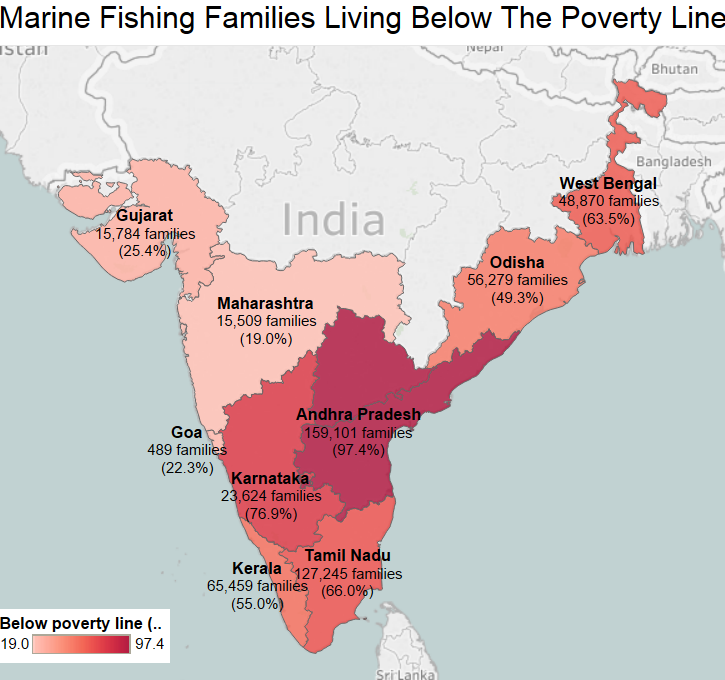 Marine Fishing Families Living Below The Poverty Line
stan
Nepal
Bhutan
Bangladesh
West Bengal
48,870 families
(63.5%)
India
Gujarat
15,784 families
(25.4%)
Odisha
56,279 families
(49.3%)
Maharashtra
15,509 families
(19.0%)
Andhra Pradesh
159,101 families
(97.4%)
Goa
489 families
(22.3%)
Karnataka
23,624 families
(76.9%)
Tamil Nadu
127,245 families
(66.0%)
Kerala
65,459 families
(55.0%)
Below poverty line (..
19.0 97.4
Sri Lanka